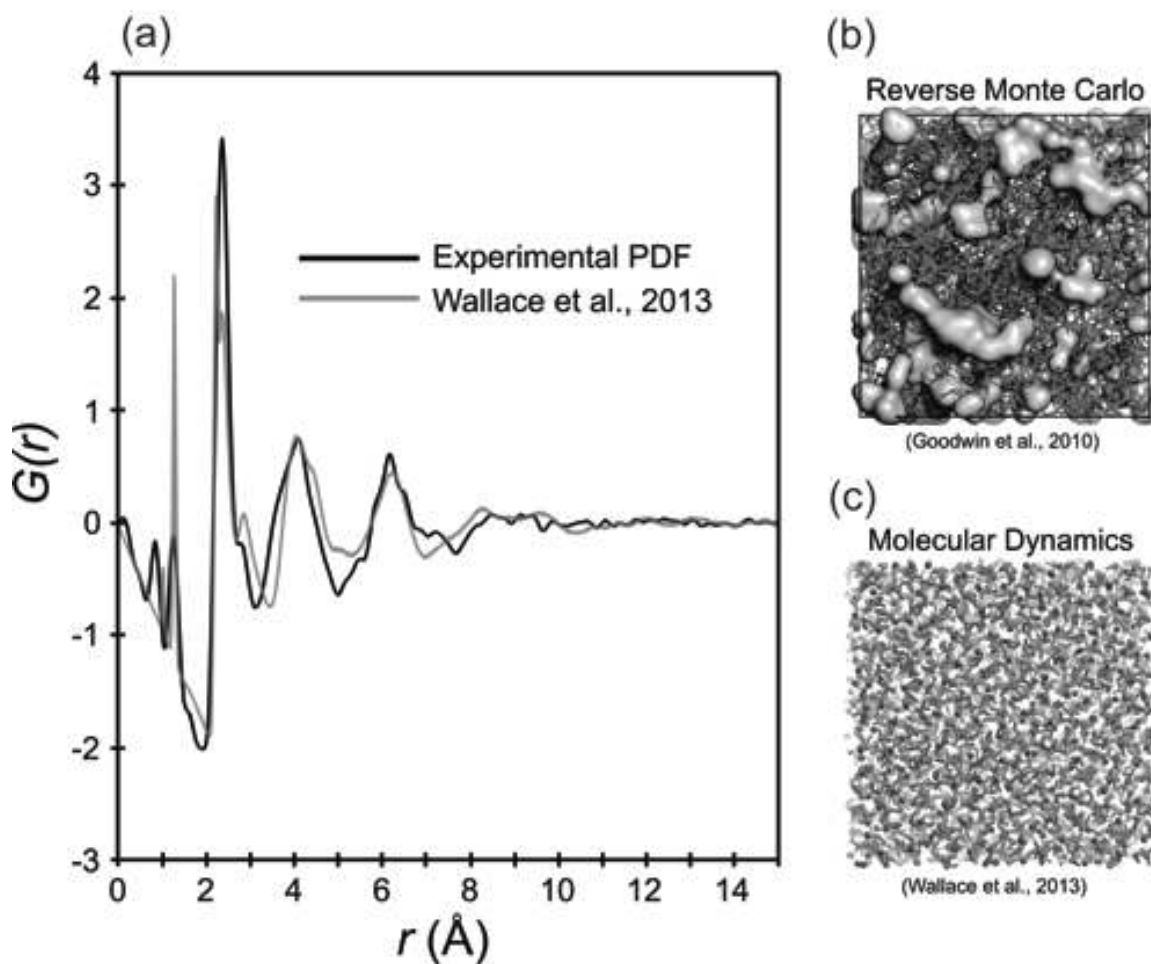 (a)
4
3
2
1
0
-1
-2
-3
G(r)
Experimental PDF
Wallace et al., 2013
0 2 4 6 8 10 12 14
r (Å)
(b)
Reverse Monte Carlo
(Goodwin et al., 2010)
(c)
Molecular Dynamics
(Wallace et al., 2013)